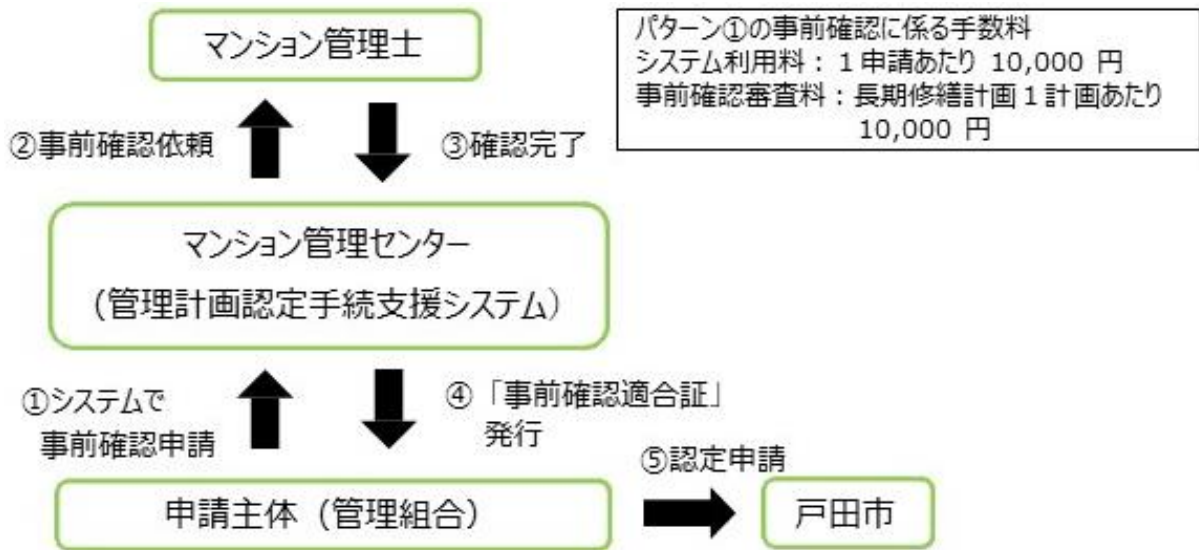 マンション管理士
パターン①の事前確認に係る手数料
システム利用料：１申請あたり 10,000 円
事前確認審査料：長期修繕計画１計画あたり
10,000 円
②事前確認依頼
③確認完了
マンション管理センター
(管理計画認定手続支援システム)
①システムで
事前確認申請
④「事前確認適合証」
発行
⑤認定申請
申請主体（管理組合）
戸田市